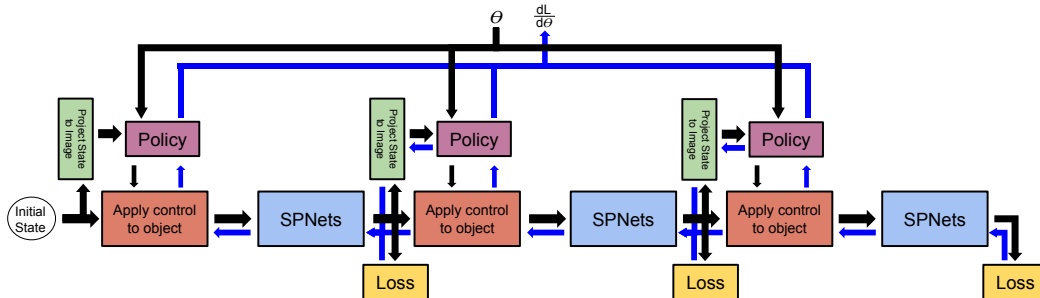 θ
dL
dθ
Project State
to Image
Policy
Project State
to Image
Policy
Project State
to Image
Policy
Initial
State
Apply control
to object
SPNets
Apply control
to object
SPNets
Apply control
to object
SPNets
Loss
Loss
Loss